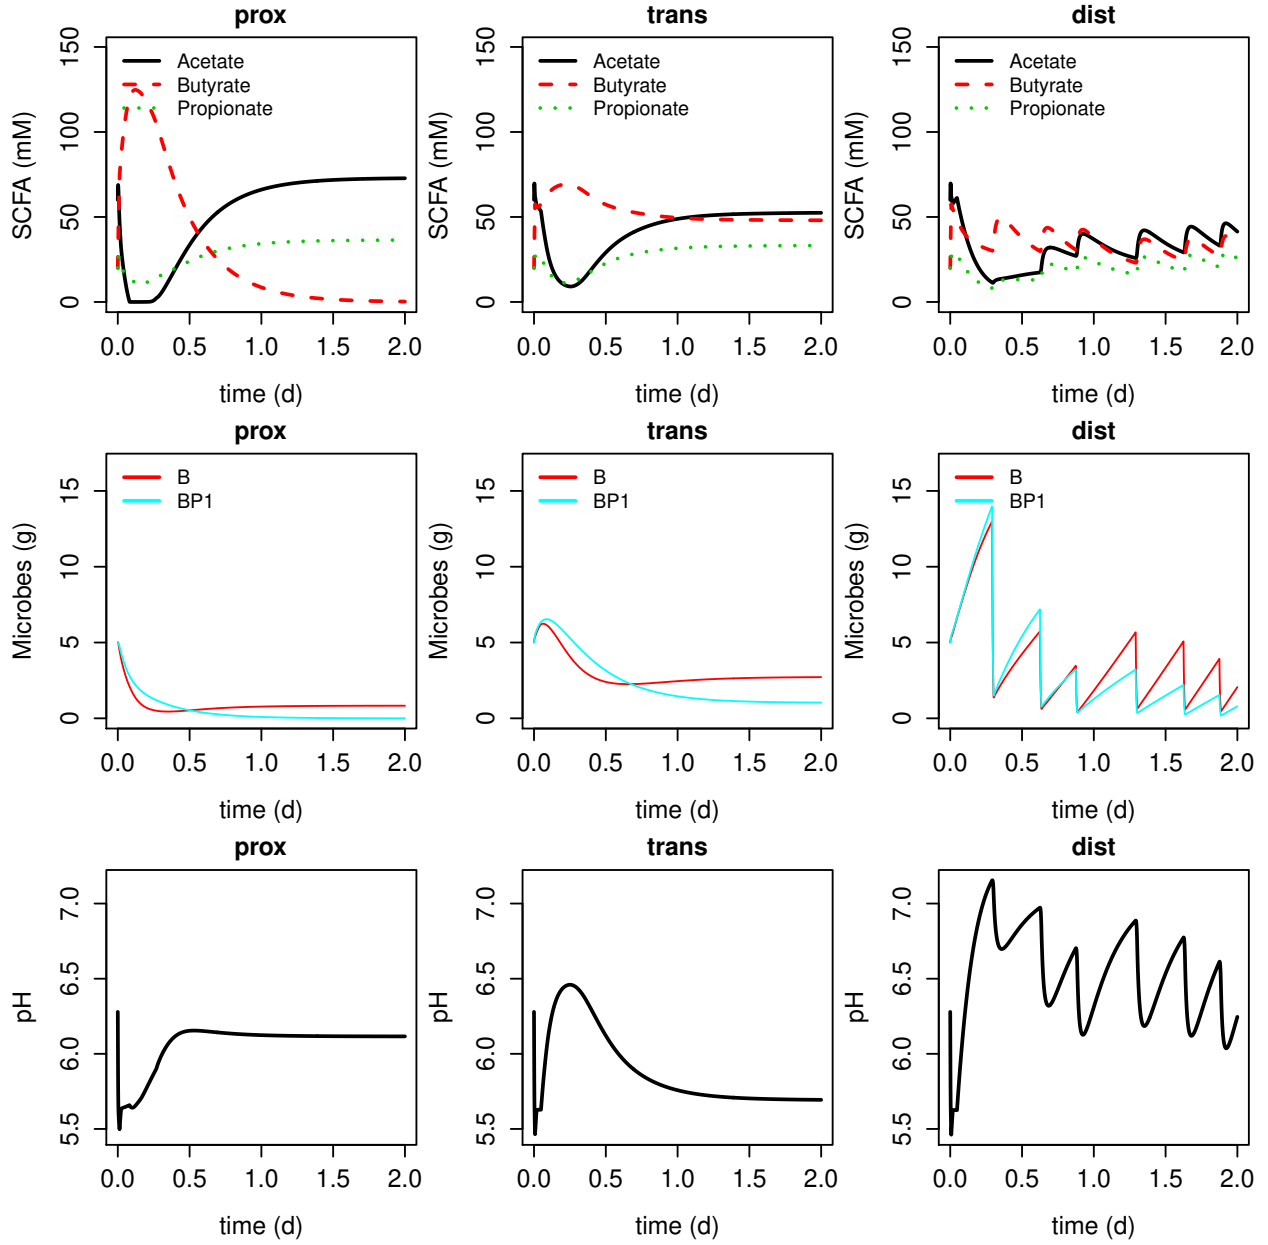 prox
trans
dist
SCFA (mM)
0 50 100 150
Acetate
Butyrate
Propionate
0.0 0.5 1.0 1.5 2.0
time (d)
SCFA (mM)
0 50 100 150
Acetate
Butyrate
Propionate
0.0 0.5 1.0 1.5 2.0
time (d)
SCFA (mM)
0 50 100 150
Acetate
Butyrate
Propionate
0.0 0.5 1.0 1.5 2.0
time (d)
prox
trans
dist
Microbes (g)
0 5 10 15
B
BP1
0.0 0.5 1.0 1.5 2.0
time (d)
Microbes (g)
0 5 10 15
B
BP1
0.0 0.5 1.0 1.5 2.0
time (d)
Microbes (g)
0 5 10 15
B
BP1
0.0 0.5 1.0 1.5 2.0
time (d)
prox
trans
dist
pH
5.5 6.0 6.5 7.0
0.0 0.5 1.0 1.5 2.0
time (d)
pH
5.5 6.0 6.5 7.0
0.0 0.5 1.0 1.5 2.0
time (d)
pH
5.5 6.0 6.5 7.0
0.0 0.5 1.0 1.5 2.0
time (d)